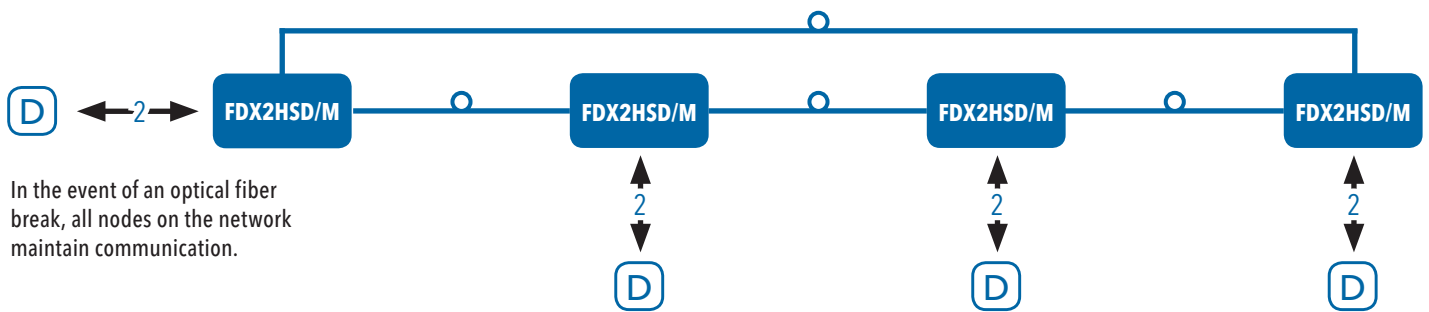 D
2
FDX2HSD/M
FDX2HSD/M
FDX2HSD/M
FDX2HSD/M
In the event of an optical fiber
break, all nodes on the network
maintain communication.
2
2
2
D
D
D